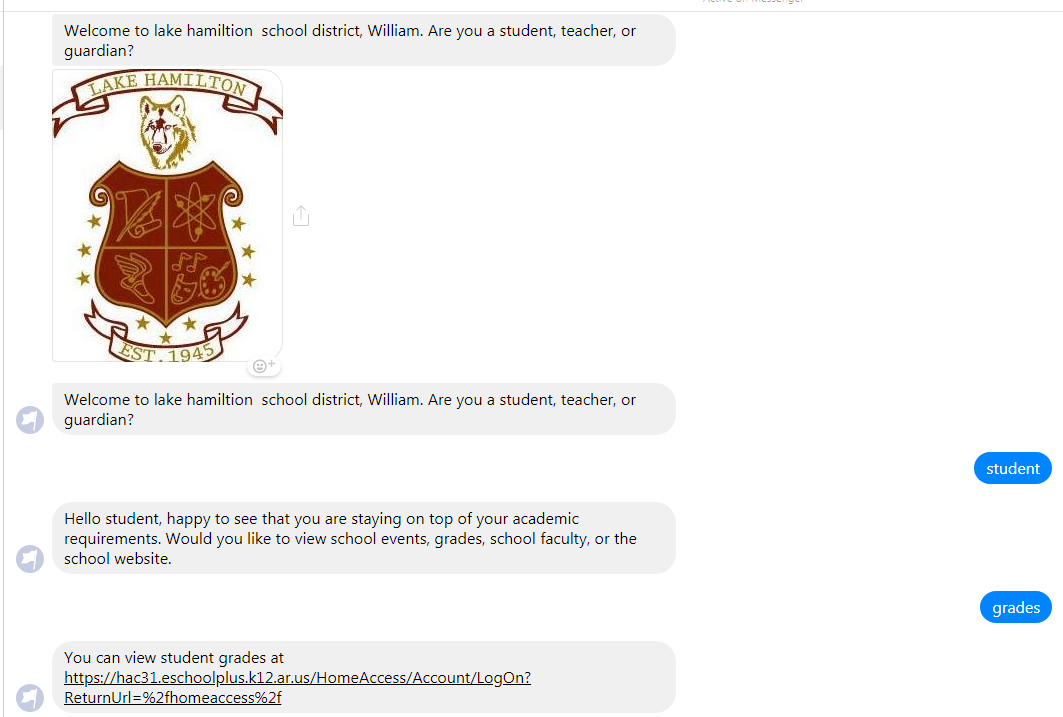 Active on Messenger
Welcome to lake hamiltion  school district, William. Are you a student, teacher, or
guardian?
LAKE HAMILTON
EST. 1945
Welcome to lake hamiltion  school district, William. Are you a student, teacher, or
guardian?
student
Hello student, happy to see that you are staying on top of your academic
requirements. Would you like to view school events, grades, school faculty, or the
school website.
grades
You can view student grades at
https://hac31.eschoolplus.k12.ar.us/HomeAccess/Account/LogOn?
ReturnUrl=%2fhomeaccess%2f